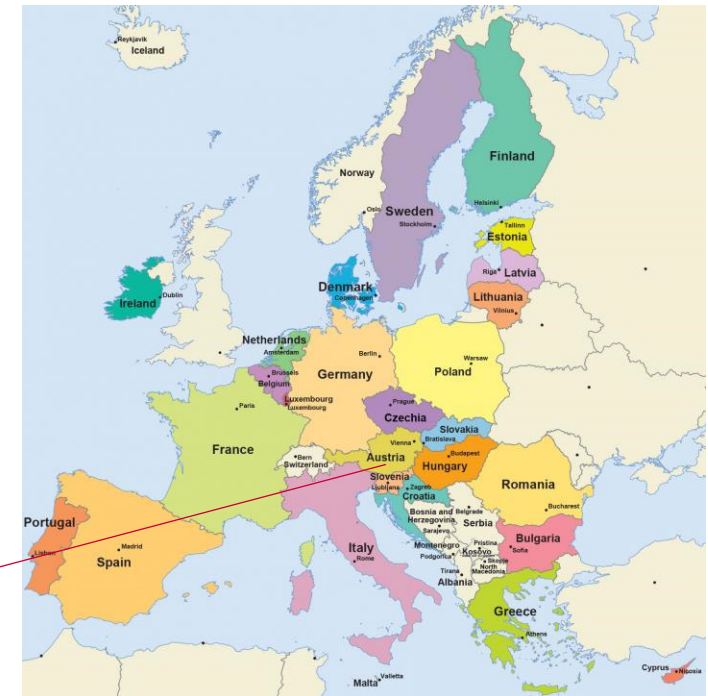 Reykjavik
Iceland
Finland
Norway
Helsinki
Oslo
Sweden
Stockholm
Tallinn
Estonia
Riga
Latvia
Denmark
Copenhagen
Lithuania
Vilnius
Dublin
Ireland
Netherlands
Amsterdam
Berlin
Warsaw
Poland
Germany
Brussels
Belgium
Luxembourg
Luxembourg
Paris
Prague
Czechia
Slovakia
Vienna
Bratislava
France
Bern
Switzerland
Austria
Budapest
Hungary
Slovenia
Ljubljana
Zagreb
Croatia
Romania
Bucharest
Bosnia and
Herzegovina
Sarajevo
Belgrade
Serbia
Portugal
Lisbon
Madrid
Spain
Italy
Rome
Montenegro
Podgorica
Pristina
Kosovo
Bulgaria
Sofia
Skopje
North
Macedonia
Tirana
Albania
Greece
Athens
Malta
Valletta
Cyprus
Nicosia